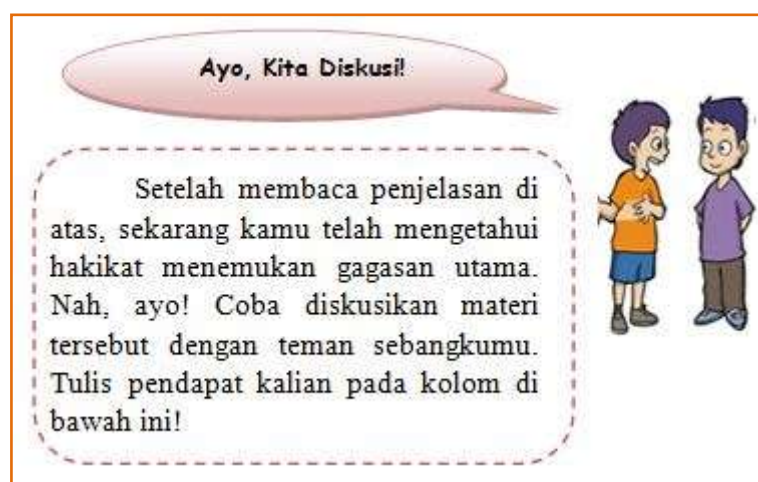 Ayo, Kita Diskusi!
Setelah membaca penjelasan di
atas, sekarang kamu telah mengetahui
hakikat menemukan gagasan utama.
Nah, ayo! Coba diskusikan materi
tersebut dengan teman sebangkumu.
Tulis pendapat kalian pada kolom di
bawah ini!